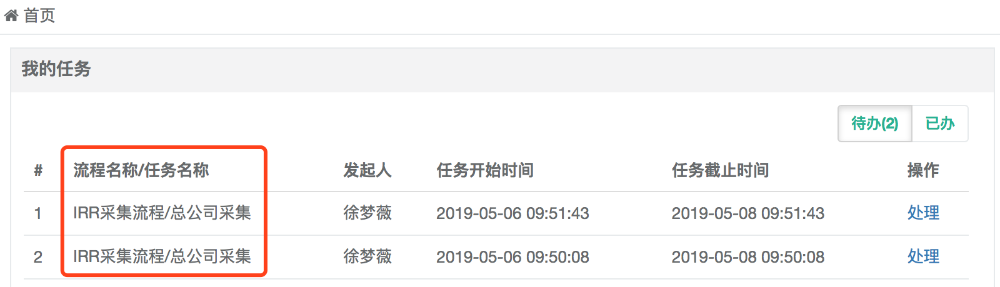 首页
我的任务
待办(2) 已办
# 流程名称/任务名称 发起人 任务开始时间 任务截止时间 操作
1 IRR采集流程/总公司采集 徐梦薇 2019-05-06 09:51:43 2019-05-08 09:51:43 处理
2 IRR采集流程/总公司采集 徐梦薇 2019-05-06 09:50:08 2019-05-08 09:50:08 处理